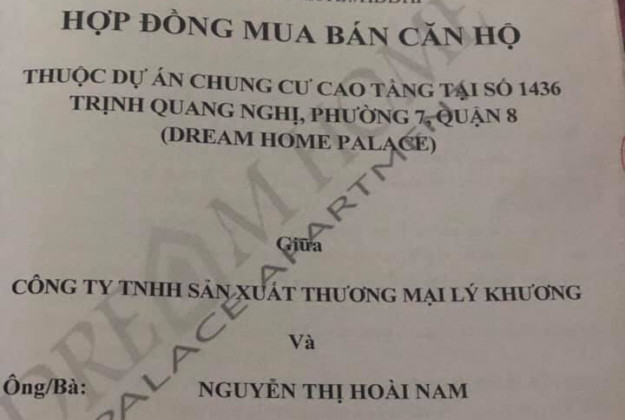 HỢP ĐỒNG MUA BÁN CĂN HỘ
THUỘC DỰ ÁN CHUNG CƯ CAO TẦNG TẠI SỐ 1436
TRỊNH QUANG NGHỊ, PHƯỜNG 7, QUẬN 8
(DREAM HOME PALACE)
Giữa
CÔNG TY TNHH SẢN XUẤT THƯƠNG MẠI LÝ KHƯƠNG
Và
Ông/Bà: NGUYỄN THỊ HOÀI NAM
DREAM HOME
PALACE APARTMENT